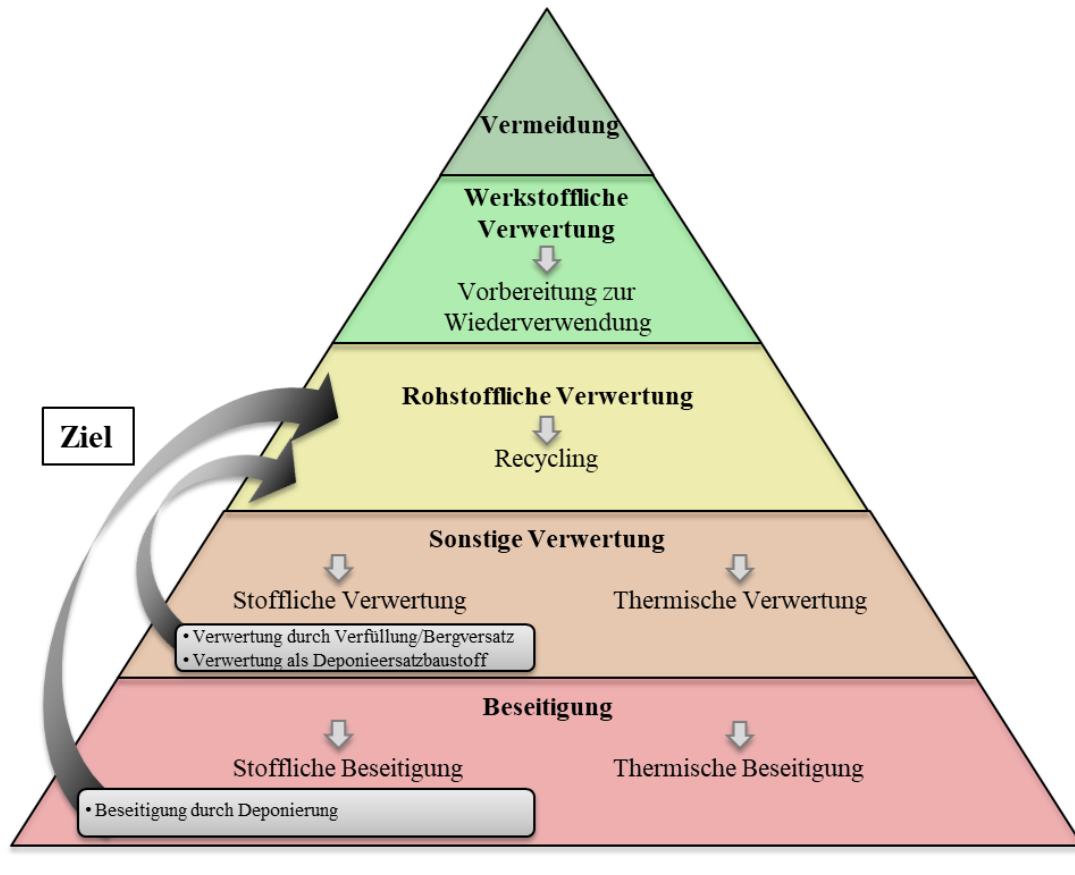 Vermeidung
Werkstoffliche
Verwertung
Vorbereitung zur
Wiederverwendung
Rohstoffliche Verwertung
Recycling
Ziel
Sonstige Verwertung
Stoffliche Verwertung
Thermische Verwertung
• Verwertung durch Verfüllung/Bergversatz
• Verwertung als Deponieersatzbaustoff
Beseitigung
Stoffliche Beseitigung
Thermische Beseitigung
• Beseitigung durch Deponierung